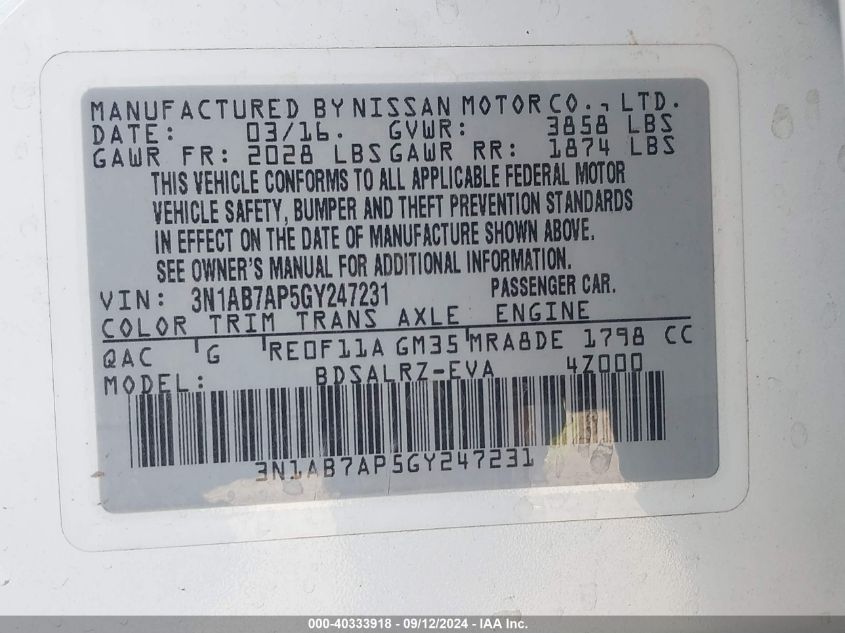 MANUFACTURED BY NISSAN MOTOR CO., LTD.
DATE: 03/16. GVWR: 3858 LBS
GAWR FR: 2028 LBS GAWR RR: 1874 LBS
THIS VEHICLE CONFORMS TO ALL APPLICABLE FEDERAL MOTOR
VEHICLE SAFETY, BUMPER AND THEFT PREVENTION STANDARDS
IN EFFECT ON THE DATE OF MANUFACTURE SHOWN ABOVE.
SEE OWNER'S MANUAL FOR ADDITIONAL INFORMATION.
VIN: 3N1AB7AP5GY247231 PASSENGER CAR.
COLOR TRIM TRANS AXLE ENGINE
QAC G RE0F11A GM35 MRA8DE 1798 CC
MODEL: BDSALRZ-EVA 4Z000
3N1AB7AP5GY247231
000-40333918 - 09/12/2024 - IAA Inc.